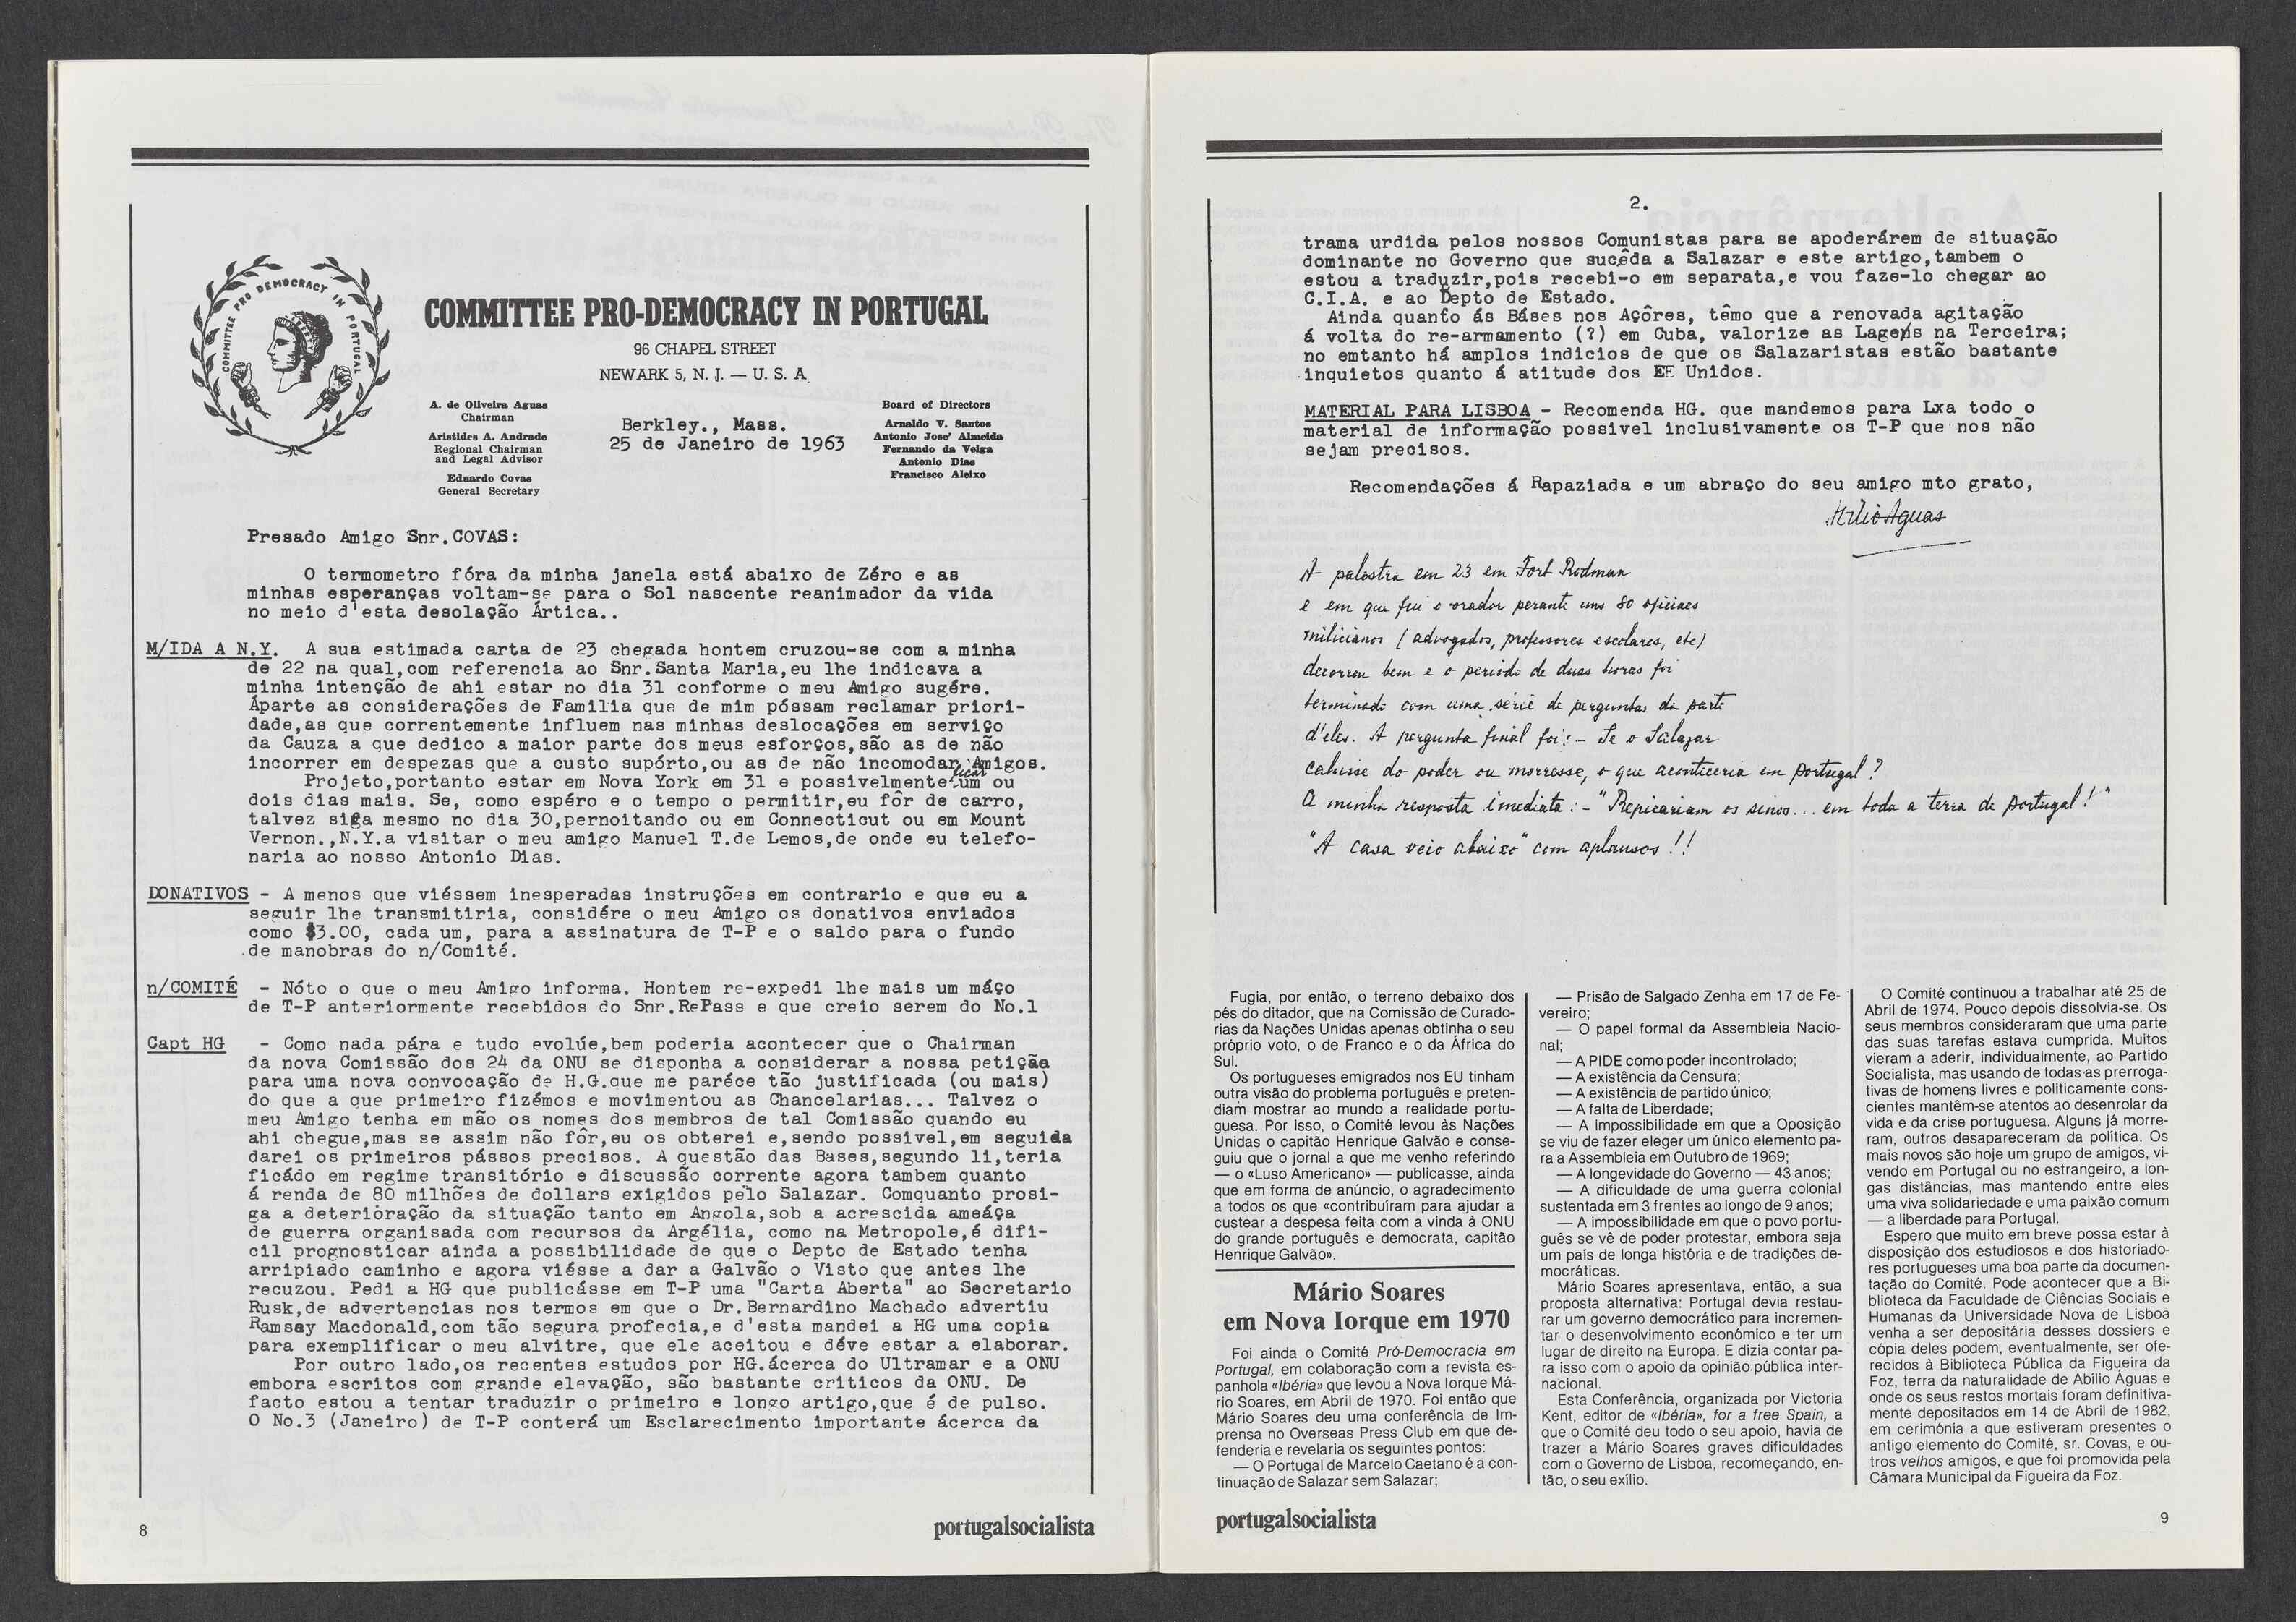 COMMITTEE PRO DEMOCRACY IN PORTUGAL
COMMITTEE PRO-DEMOCRACY IN PORTUGAL
96 CHAPEL STREET
NEWARK 5, N. J. — U. S. A.
A. de Oliveira Aguas
Chairman
Aristides A. Andrade
Regional Chairman
and Legal Advisor
Eduardo Covas
General Secretary
Berkley., Mass.
25 de Janeiro de 1963
Board of Directors
Arnaldo V. Santos
Antonio Jose' Almeida
Fernando da Veiga
Antonio Dias
Francisco Aleixo
Presado Amigo Snr.COVAS:
O termometro fóra da minha janela está abaixo de Zéro e as
minhas esperanças voltam-se para o Sol nascente reanimador da vida
no meio d'esta desolação Ártica..
M/IDA A N.Y. A sua estimada carta de 23 chegada hontem cruzou-se com a minha
de 22 na qual,com referencia ao Snr.Santa Maria,eu lhe indicava a
minha intenção de ahi estar no dia 31 conforme o meu Amigo sugére.
Áparte as considerações de Familia que de mim póssam reclamar priori-
dade,as que correntemente influem nas minhas deslocações em serviço
da Cauza a que dedico a maior parte dos meus esforços,são as de não
incorrer em despezas que a custo supórto,ou as de não incomodar Amigos.
Projeto,portanto estar em Nova York em 31 e possivelmente ficar um ou
dois dias mais. Se, como espéro e o tempo o permitir,eu fôr de carro,
talvez siga mesmo no dia 30,pernoitando ou em Connecticut ou em Mount
Vernon.,N.Y.a visitar o meu amigo Manuel T.de Lemos,de onde eu telefo-
naria ao nosso Antonio Dias.
DONATIVOS - A menos que viéssem inesperadas instruções em contrario e que eu a
seguir lhe transmitiria, considére o meu Amigo os donativos enviados
como $3.00, cada um, para a assinatura de T-P e o saldo para o fundo
de manobras do n/Comité.
n/COMITÉ - Nóto o que o meu Amigo informa. Hontem re-expedi lhe mais um máço
de T-P anteriormente recebidos do Snr.RePass e que creio serem do No.1
Capt HG - Como nada pára e tudo evolúe,bem poderia acontecer que o Chairman
da nova Comissão dos 24 da ONU se disponha a considerar a nossa petição
para uma nova convocação de H.G.que me paréce tão justificada (ou mais)
do que a que primeiro fizémos e movimentou as Chancelarias... Talvez o
meu Amigo tenha em mão os nomes dos membros de tal Comissão quando eu
ahi chegue,mas se assim não fôr,eu os obterei e,sendo possivel,em seguida
darei os primeiros pássos precisos. A questão das Bases,segundo li,teria
ficádo em regime transitório e discussão corrente agora tambem quanto
á renda de 80 milhões de dollars exigidos pelo Salazar. Comquanto prosi-
ga a deterióração da situação tanto em Angola,sob a acrescida ameáça
de guerra organisada com recursos da Argélia, como na Metropole,é difi-
cil prognosticar ainda a possibilidade de que o Depto de Estado tenha
arripiado caminho e agora viésse a dar a Galvão o Visto que antes lhe
recuzou. Pedi a HG que publicásse em T-P uma "Carta Aberta" ao Secretario
Rusk,de advertencias nos termos em que o Dr.Bernardino Machado advertiu
Ramsay Macdonald,com tão segura profecia,e d'esta mandei a HG uma copia
para exemplificar o meu alvitre, que ele aceitou e déve estar a elaborar.
Por outro lado,os recentes estudos por HG.ácerca do Ultramar e a ONU
embora escritos com grande elevação, são bastante criticos da ONU. De
facto estou a tentar traduzir o primeiro e longo artigo,que é de pulso.
O No.3 (Janeiro) de T-P conterá um Esclarecimento importante ácerca da
8
portugalsocialista
2.
trama urdida pelos nossos Comunistas para se apoderárem de situação
dominante no Governo que sucêda a Salazar e este artigo,tambem o
estou a traduzir,pois recebi-o em separata,e vou faze-lo chegar ao
C.I.A. e ao Depto de Estado.
Ainda quanto ás Báses nos Açôres, têmo que a renovada agitação
á volta do re-armamento (?) em Cuba, valorize as Lagens na Terceira;
no emtanto há amplos indicios de que os Salazaristas estão bastante
inquietos quanto á atitude dos EE Unidos.
MATERIAL PARA LISBOA - Recomenda HG. que mandemos para Lxa todo o
material de informação possivel inclusivamente os T-P que nos não
sejam precisos.
Recomendações á Rapaziada e um abraço do seu amigo mto grato,
Abilio Aguas
A palestra em 23 em Fort Rodman
e em que fui o orador perante uns 80 oficiaes
milicianos (advogados, professores escolares, etc)
decorreu bem e o periodo de duas horas foi
terminado com uma série de perguntas da parte
d'eles. A pergunta final foi: - Se o Salazar
cahisse do poder ou morresse, o que aconteceria em Portugal?
A minha resposta imediata: - "Repicariam os sinos... em toda a terra de Portugal!"
"A casa veio abaixo" com aplausos!!
Fugia, por então, o terreno debaixo dos
pés do ditador, que na Comissão de Curado-
rias da Nações Unidas apenas obtinha o seu
próprio voto, o de Franco e o da África do
Sul.
Os portugueses emigrados nos EU tinham
outra visão do problema português e preten-
diam mostrar ao mundo a realidade portu-
guesa. Por isso, o Comité levou às Nações
Unidas o capitão Henrique Galvão e conse-
guiu que o jornal a que me venho referindo
— o «Luso Americano» — publicasse, ainda
que em forma de anúncio, o agradecimento
a todos os que «contribuíram para ajudar a
custear a despesa feita com a vinda à ONU
do grande português e democrata, capitão
Henrique Galvão».
Mário Soares
em Nova Iorque em 1970
Foi ainda o Comité Pró-Democracia em
Portugal, em colaboração com a revista es-
panhola «Ibéria» que levou a Nova Iorque Má-
rio Soares, em Abril de 1970. Foi então que
Mário Soares deu uma conferência de Im-
prensa no Overseas Press Club em que de-
fenderia e revelaria os seguintes pontos:
— O Portugal de Marcelo Caetano é a con-
tinuação de Salazar sem Salazar;
— Prisão de Salgado Zenha em 17 de Fe-
vereiro;
— O papel formal da Assembleia Nacio-
nal;
— A PIDE como poder incontrolado;
— A existência da Censura;
— A existência de partido único;
— A falta de Liberdade;
— A impossibilidade em que a Oposição
se viu de fazer eleger um único elemento pa-
ra a Assembleia em Outubro de 1969;
— A longevidade do Governo — 43 anos;
— A dificuldade de uma guerra colonial
sustentada em 3 frentes ao longo de 9 anos;
— A impossibilidade em que o povo portu-
guês se vê de poder protestar, embora seja
um país de longa história e de tradições de-
mocráticas.
Mário Soares apresentava, então, a sua
proposta alternativa: Portugal devia restau-
rar um governo democrático para incremen-
tar o desenvolvimento económico e ter um
lugar de direito na Europa. E dizia contar pa-
ra isso com o apoio da opinião pública inter-
nacional.
Esta Conferência, organizada por Victoria
Kent, editor de «Ibéria», for a free Spain, a
que o Comité deu todo o seu apoio, havia de
trazer a Mário Soares graves dificuldades
com o Governo de Lisboa, recomeçando, en-
tão, o seu exílio.
O Comité continuou a trabalhar até 25 de
Abril de 1974. Pouco depois dissolvia-se. Os
seus membros consideraram que uma parte
das suas tarefas estava cumprida. Muitos
vieram a aderir, individualmente, ao Partido
Socialista, mas usando de todas as prerroga-
tivas de homens livres e politicamente cons-
cientes mantêm-se atentos ao desenrolar da
vida e da crise portuguesa. Alguns já morre-
ram, outros desapareceram da política. Os
mais novos são hoje um grupo de amigos, vi-
vendo em Portugal ou no estrangeiro, a lon-
gas distâncias, mas mantendo entre eles
uma viva solidariedade e uma paixão comum
— a liberdade para Portugal.
Espero que muito em breve possa estar à
disposição dos estudiosos e dos historiado-
res portugueses uma boa parte da documen-
tação do Comité. Pode acontecer que a Bi-
blioteca da Faculdade de Ciências Sociais e
Humanas da Universidade Nova de Lisboa
venha a ser depositária desses dossiers e
cópia deles podem, eventualmente, ser ofe-
recidos à Biblioteca Pública da Figueira da
Foz, terra da naturalidade de Abílio Águas e
onde os seus restos mortais foram definitiva-
mente depositados em 14 de Abril de 1982,
em cerimónia a que estiveram presentes o
antigo elemento do Comité, sr. Covas, e ou-
tros velhos amigos, e que foi promovida pela
Câmara Municipal da Figueira da Foz.
portugalsocialista
9